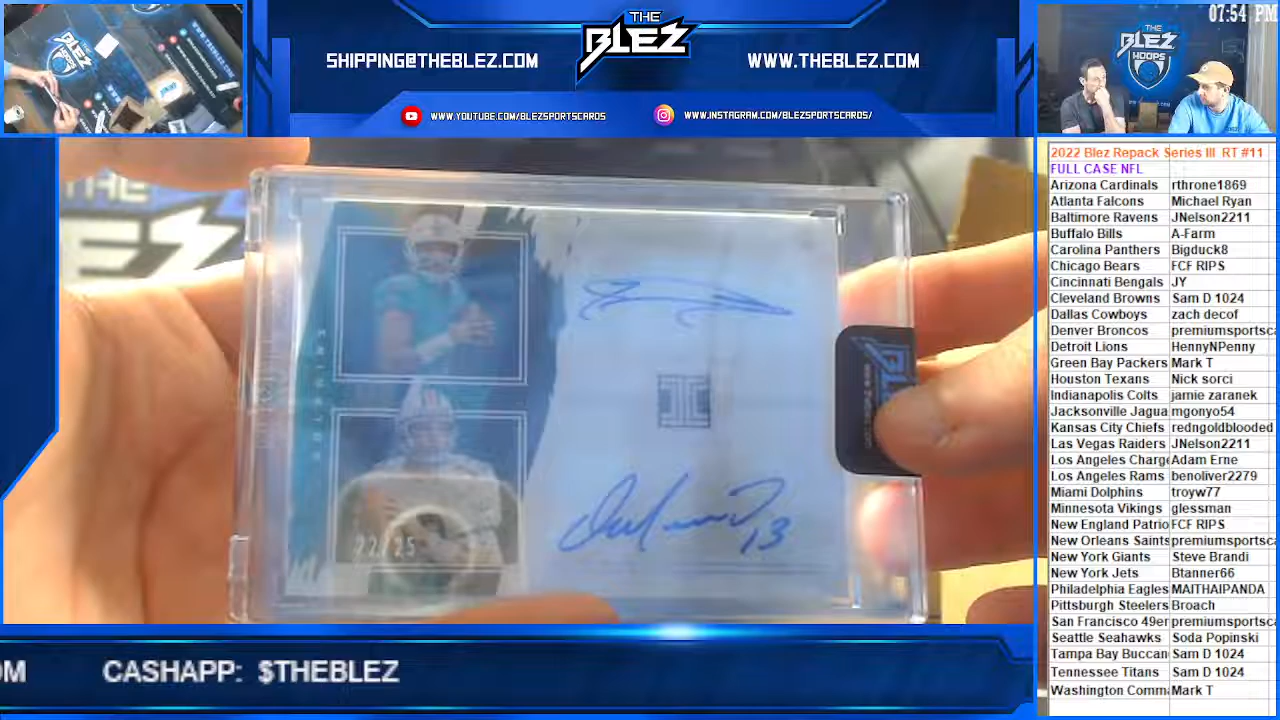 07:54 PM
THE
BLEZ
SHIPPING@THEBLEZ.COM
WWW.THEBLEZ.COM
WWW.YOUTUBE.COM/BLEZSPORTSCARDS
WWW.INSTAGRAM.COM/BLEZSPORTSCARDS/
THE
BLEZ
HOOPS
THE
BLEZ
13
22/25
2022 Blez Repack Series III RT #11
FULL CASE NFL
Arizona Cardinals rthrone1869
Atlanta Falcons Michael Ryan
Baltimore Ravens JNelson2211
Buffalo Bills A-Farm
Carolina Panthers Bigduck8
Chicago Bears FCF RIPS
Cincinnati Bengals JY
Cleveland Browns Sam D 1024
Dallas Cowboys zach decof
Denver Broncos premiumsportsca
Detroit Lions HennyNPenny
Green Bay Packers Mark T
Houston Texans Nick sorci
Indianapolis Colts jamie zaranek
Jacksonville Jagua mgonyo54
Kansas City Chiefs redngoldblooded
Las Vegas Raiders JNelson2211
Los Angeles Charge Adam Erne
Los Angeles Rams benoliver2279
Miami Dolphins troyw77
Minnesota Vikings glessman
New England Patrio FCF RIPS
New Orleans Saints premiumsportsca
New York Giants Steve Brandi
New York Jets Btanner66
Philadelphia Eagles MAITHAIPANDA
Pittsburgh Steelers Broach
San Francisco 49er premiumsportsca
Seattle Seahawks Soda Popinski
Tampa Bay Buccan Sam D 1024
Tennessee Titans Sam D 1024
Washington Comma Mark T
OM CASHAPP: $THEBLEZ